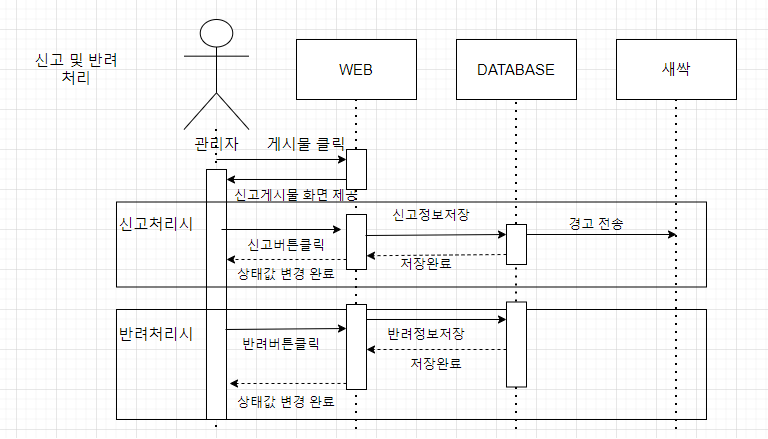 신고 및 반려
처리
WEB
DATABASE
새싹
관리자
게시물 클릭
신고게시물 화면 제공
신고처리시
신고정보저장
경고 전송
신고버튼클릭
저장완료
상태값 변경 완료
반려처리시
반려정보저장
반려버튼클릭
저장완료
상태값 변경 완료